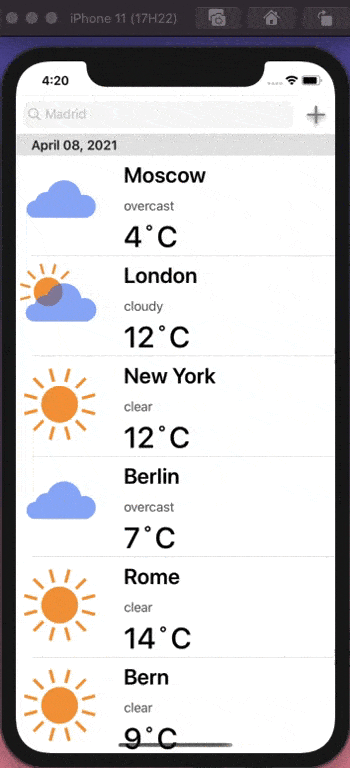 iPhone 11 (17H22)
4:20
Madrid
April 08, 2021
Moscow
overcast
4°C
London
cloudy
12°C
New York
clear
12°C
Berlin
overcast
7°C
Rome
clear
14°C
Bern
clear
9°C